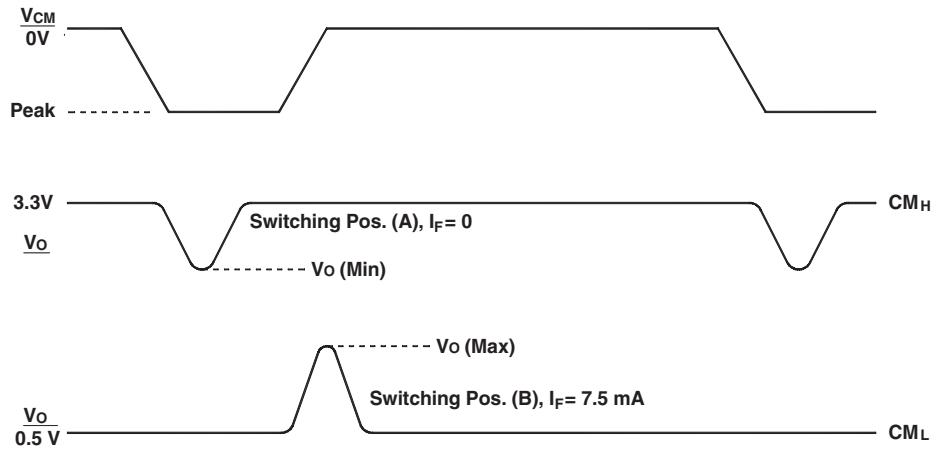 VCM
0V
Peak
3.3V
CMH
Switching Pos. (A), IF= 0
VO
VO (Min)
VO (Max)
Switching Pos. (B), IF= 7.5 mA
VO
0.5 V
CML